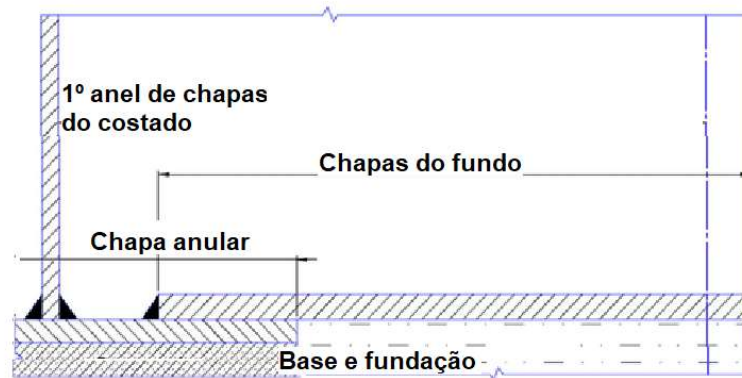 1º anel de chapas
do costado
Chapas do fundo
Chapa anular
Base e fundação